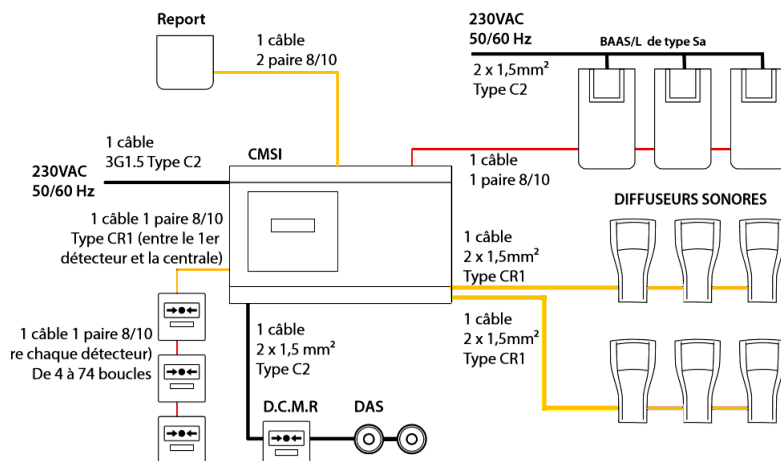 Report
1 câble
2 paire 8/10
230VAC
50/60 Hz
BAAS/L de type Sa
2 x 1,5mm²
Type C2
1 câble
3G1.5 Type C2
CMSI
230VAC
50/60 Hz
1 câble
1 paire 8/10
1 câble 1 paire 8/10
Type CR1 (entre le 1er
détecteur et la centrale)
DIFFUSEURS SONORES
1 câble
2 x 1,5mm²
Type CR1
1 câble 1 paire 8/10
re chaque détecteur)
De 4 à 74 boucles
1 câble
2 x 1,5 mm²
Type C2
1 câble
2 x 1,5mm²
Type CR1
D.C.M.R
DAS